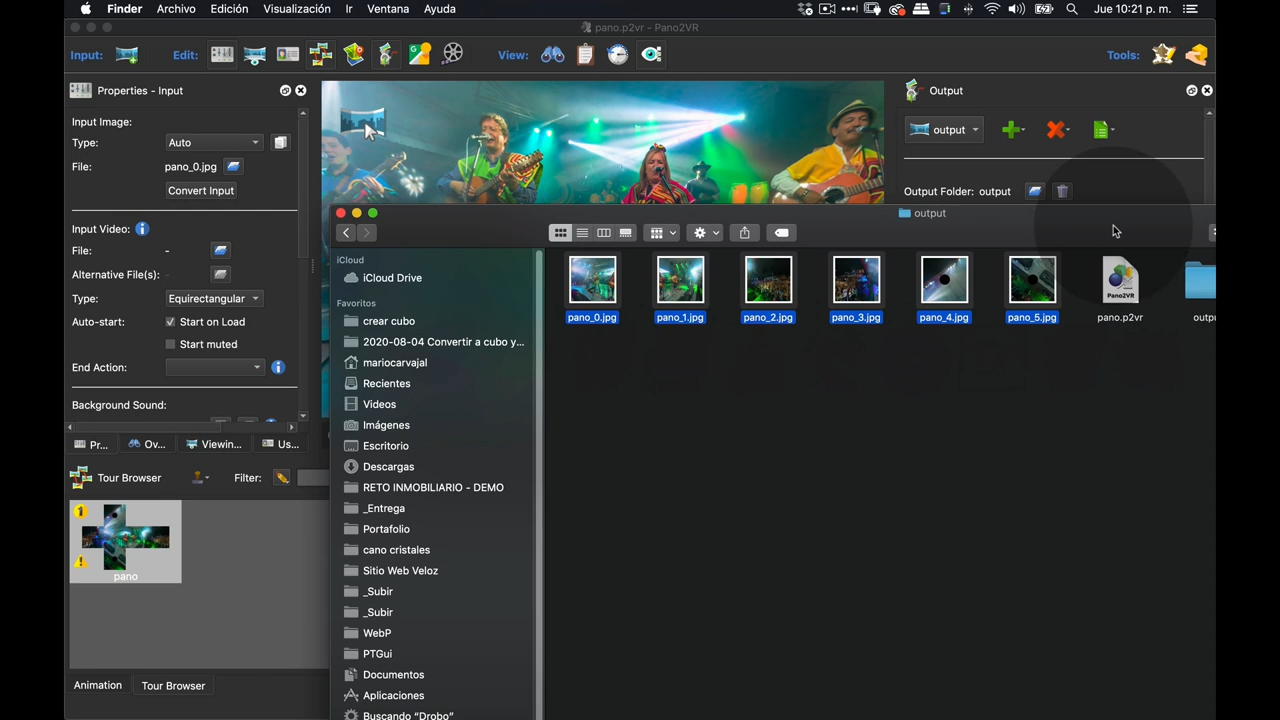 Finder Archivo Edición Visualización Ir Ventana Ayuda Jue 10:21 p. m.
pano.p2vr - Pano2VR
Input: Edit: View: Tools:
Properties - Input
Input Image:
Type: Auto
File: pano_0.jpg
Convert Input
Input Video:
File: -
Alternative File(s): -
Type: Equirectangular
Auto-start: Start on Load
Start muted
End Action:
Background Sound:
Pr... Ov... Viewin... Us...
Tour Browser Filter:
1
pano
Animation Tour Browser
Output
output
Output Folder: output
output
iCloud
iCloud Drive
Favoritos
crear cubo
2020-08-04 Convertir a cubo y...
mariocarvajal
Recientes
Videos
Imágenes
Escritorio
Descargas
RETO INMOBILIARIO - DEMO
_Entrega
Portafolio
cano cristales
Sitio Web Veloz
_Subir
_Subir
WebP
PTGui
Documentos
Aplicaciones
Buscando “Drobo”
Pano2VR
pano_0.jpg pano_1.jpg pano_2.jpg pano_3.jpg pano_4.jpg pano_5.jpg pano.p2vr outpu